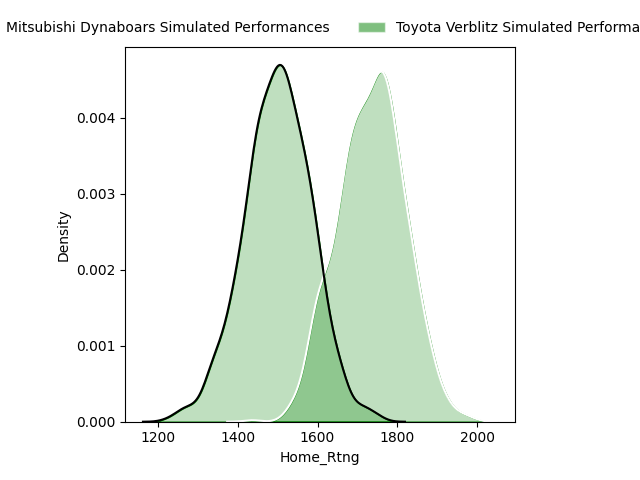 Mitsubishi Dynaboars Simulated Performances Toyota Verblitz Simulated Performa
0.004
0.003
0.002
0.001
0.000
Density
1200 1400 1600 1800 2000
Home_Rtng